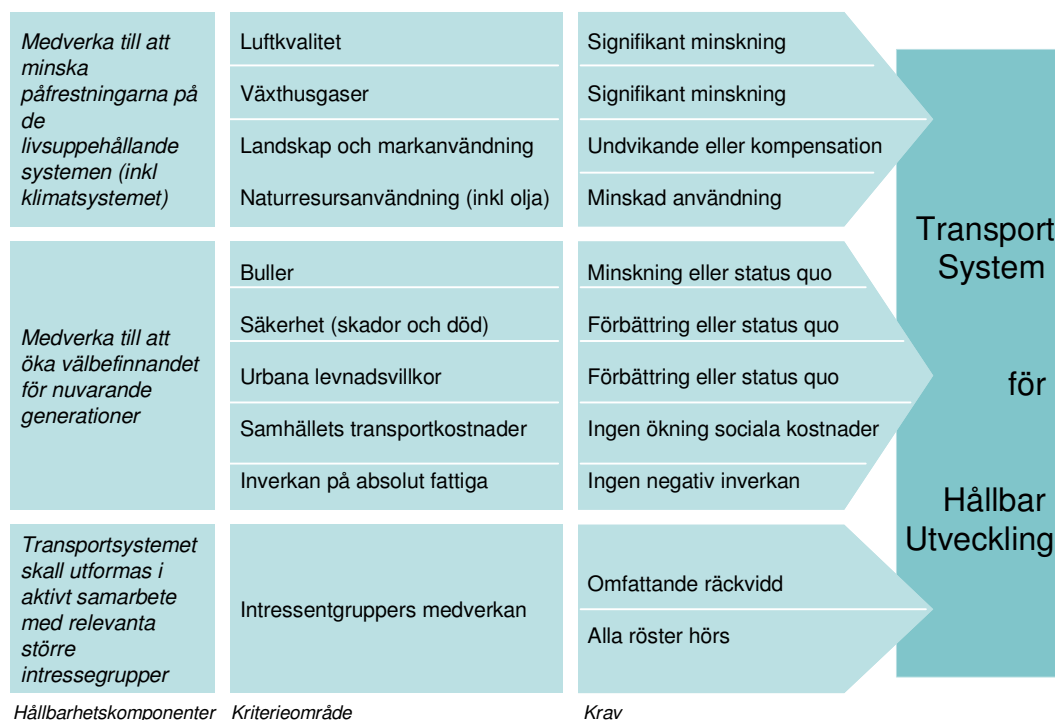 Medverka till att
minska
påfrestningarna på
de
livsuppehållande
systemen (inkl
klimatsystemet)
Luftkvalitet
Växthusgaser
Landskap och markanvändning
Naturresursanvändning (inkl olja)
Signifikant minskning
Signifikant minskning
Undvikande eller kompensation
Minskad användning
Medverka till att
öka välbefinnandet
för nuvarande
generationer
Buller
Säkerhet (skador och död)
Urbana levnadsvillkor
Samhällets transportkostnader
Inverkan på absolut fattiga
Minskning eller status quo
Förbättring eller status quo
Förbättring eller status quo
Ingen ökning sociala kostnader
Ingen negativ inverkan
Transportsystemet
skall utformas i
aktivt samarbete
med relevanta
större
intressegrupper
Intressentgruppers medverkan
Omfattande räckvidd
Alla röster hörs
Transport
System
för
Hållbar
Utveckling
Hållbarhetskomponenter
Kriterieområde
Krav